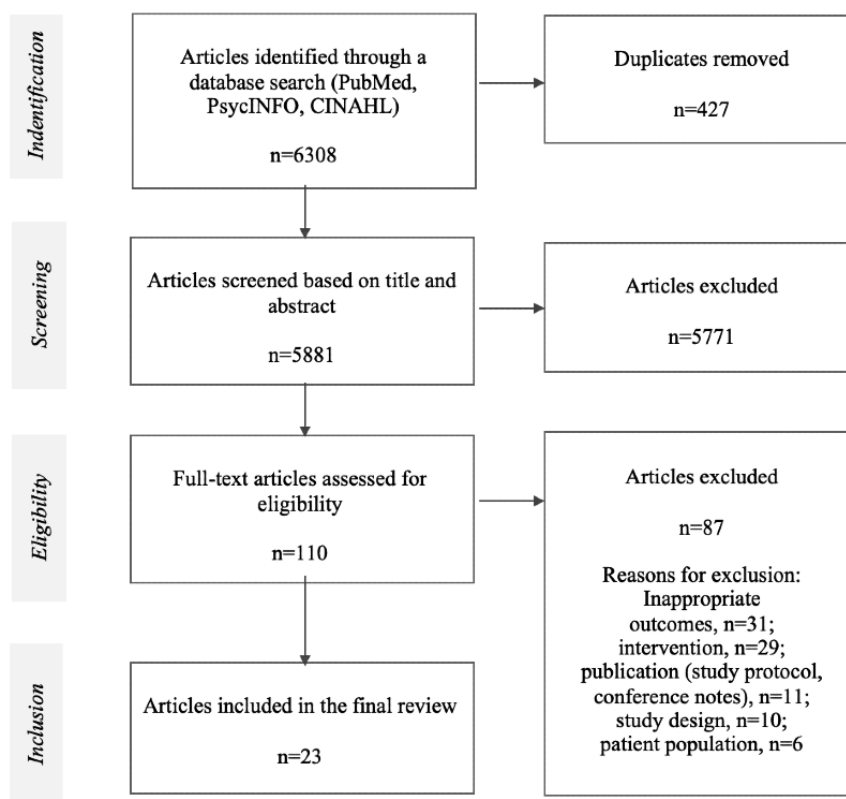 Indentification
Articles identified through a
database search (PubMed,
PsycINFO, CINAHL)
n=6308
Duplicates removed
n=427
Screening
Articles screened based on title and
abstract
n=5881
Articles excluded
n=5771
Eligibility
Full-text articles assessed for
eligibility
n=110
Articles excluded
n=87
Reasons for exclusion:
Inappropriate
outcomes, n=31;
intervention, n=29;
publication (study protocol,
conference notes), n=11;
study design, n=10;
patient population, n=6
Inclusion
Articles included in the final review
n=23